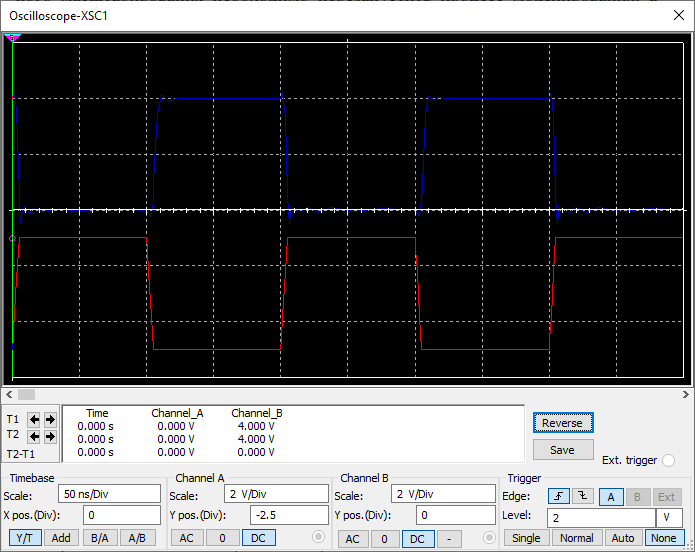 Oscilloscope-XSC1
T1
T2
T2-T1
Time Channel_A Channel_B
0.000 s 0.000 V 4.000 V
0.000 s 0.000 V 4.000 V
0.000 s 0.000 V 0.000 V
Reverse
Save
Ext. trigger
Timebase
Scale: 50 ns/Div
X pos.(Div): 0
Y/T Add B/A A/B
Channel A
Scale: 2 V/Div
Y pos.(Div): -2.5
AC 0 DC
Channel B
Scale: 2 V/Div
Y pos.(Div): 0
AC 0 DC -
Trigger
Edge: A B Ext
Level: 2 V
Single Normal Auto None